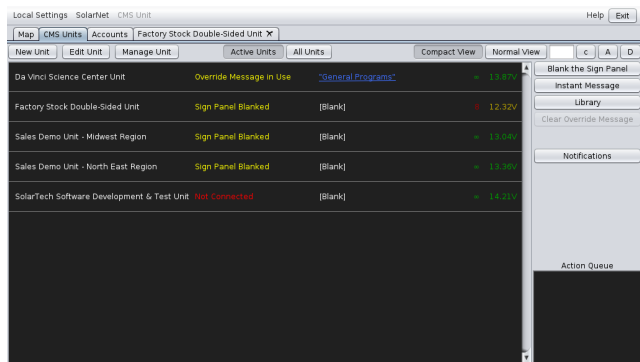 Local Settings SolarNet CMS Unit Help Exit
Map CMS Units Accounts Factory Stock Double-Sided Unit
New Unit Edit Unit Manage Unit Active Units All Units Compact View Normal View c A D
Da Vinci Science Center Unit Override Message in Use "General Programs" 13.87V
Blank the Sign Panel
Instant Message
Factory Stock Double-Sided Unit Sign Panel Blanked [Blank] 12.32V
Library
Clear Override Message
Sales Demo Unit - Midwest Region Sign Panel Blanked [Blank] 13.04V
Notifications
Sales Demo Unit - North East Region Sign Panel Blanked [Blank] 13.36V
SolarTech Software Development & Test Unit Not Connected [Blank] 14.21V
Action Queue